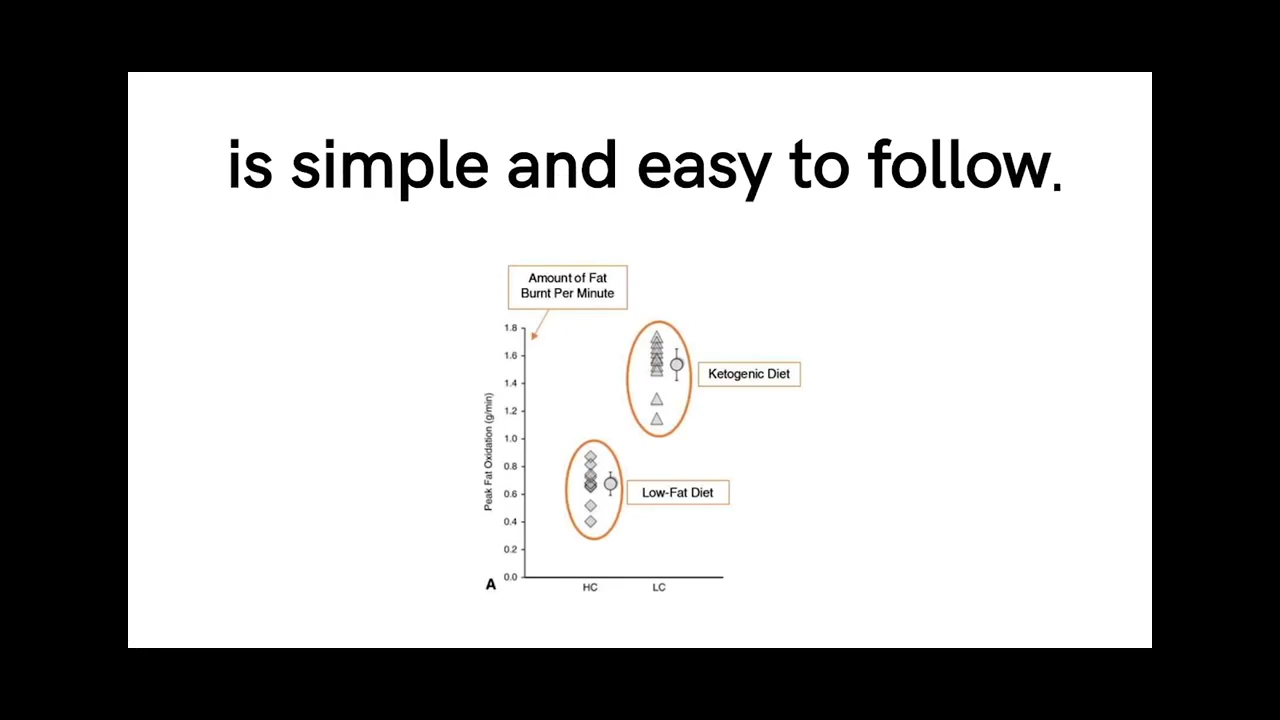 is simple and easy to follow.
Amount of Fat
Burnt Per Minute
1.8
1.6
1.4
1.2
1.0
0.8
0.6
0.4
0.2
0.0
Peak Fat Oxidation (g/min)
Ketogenic Diet
Low-Fat Diet
A
HC
LC